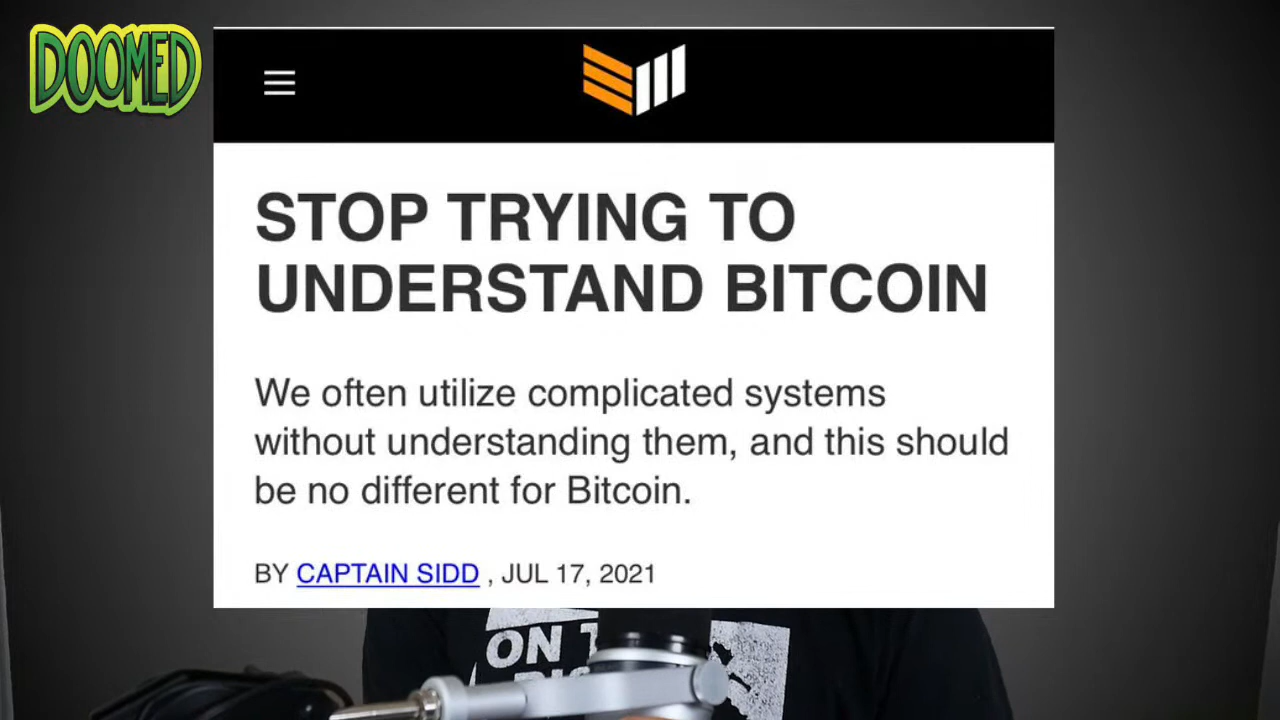 DOOMED
STOP TRYING TO
UNDERSTAND BITCOIN
We often utilize complicated systems
without understanding them, and this should
be no different for Bitcoin.
BY CAPTAIN SIDD , JUL 17, 2021
ON